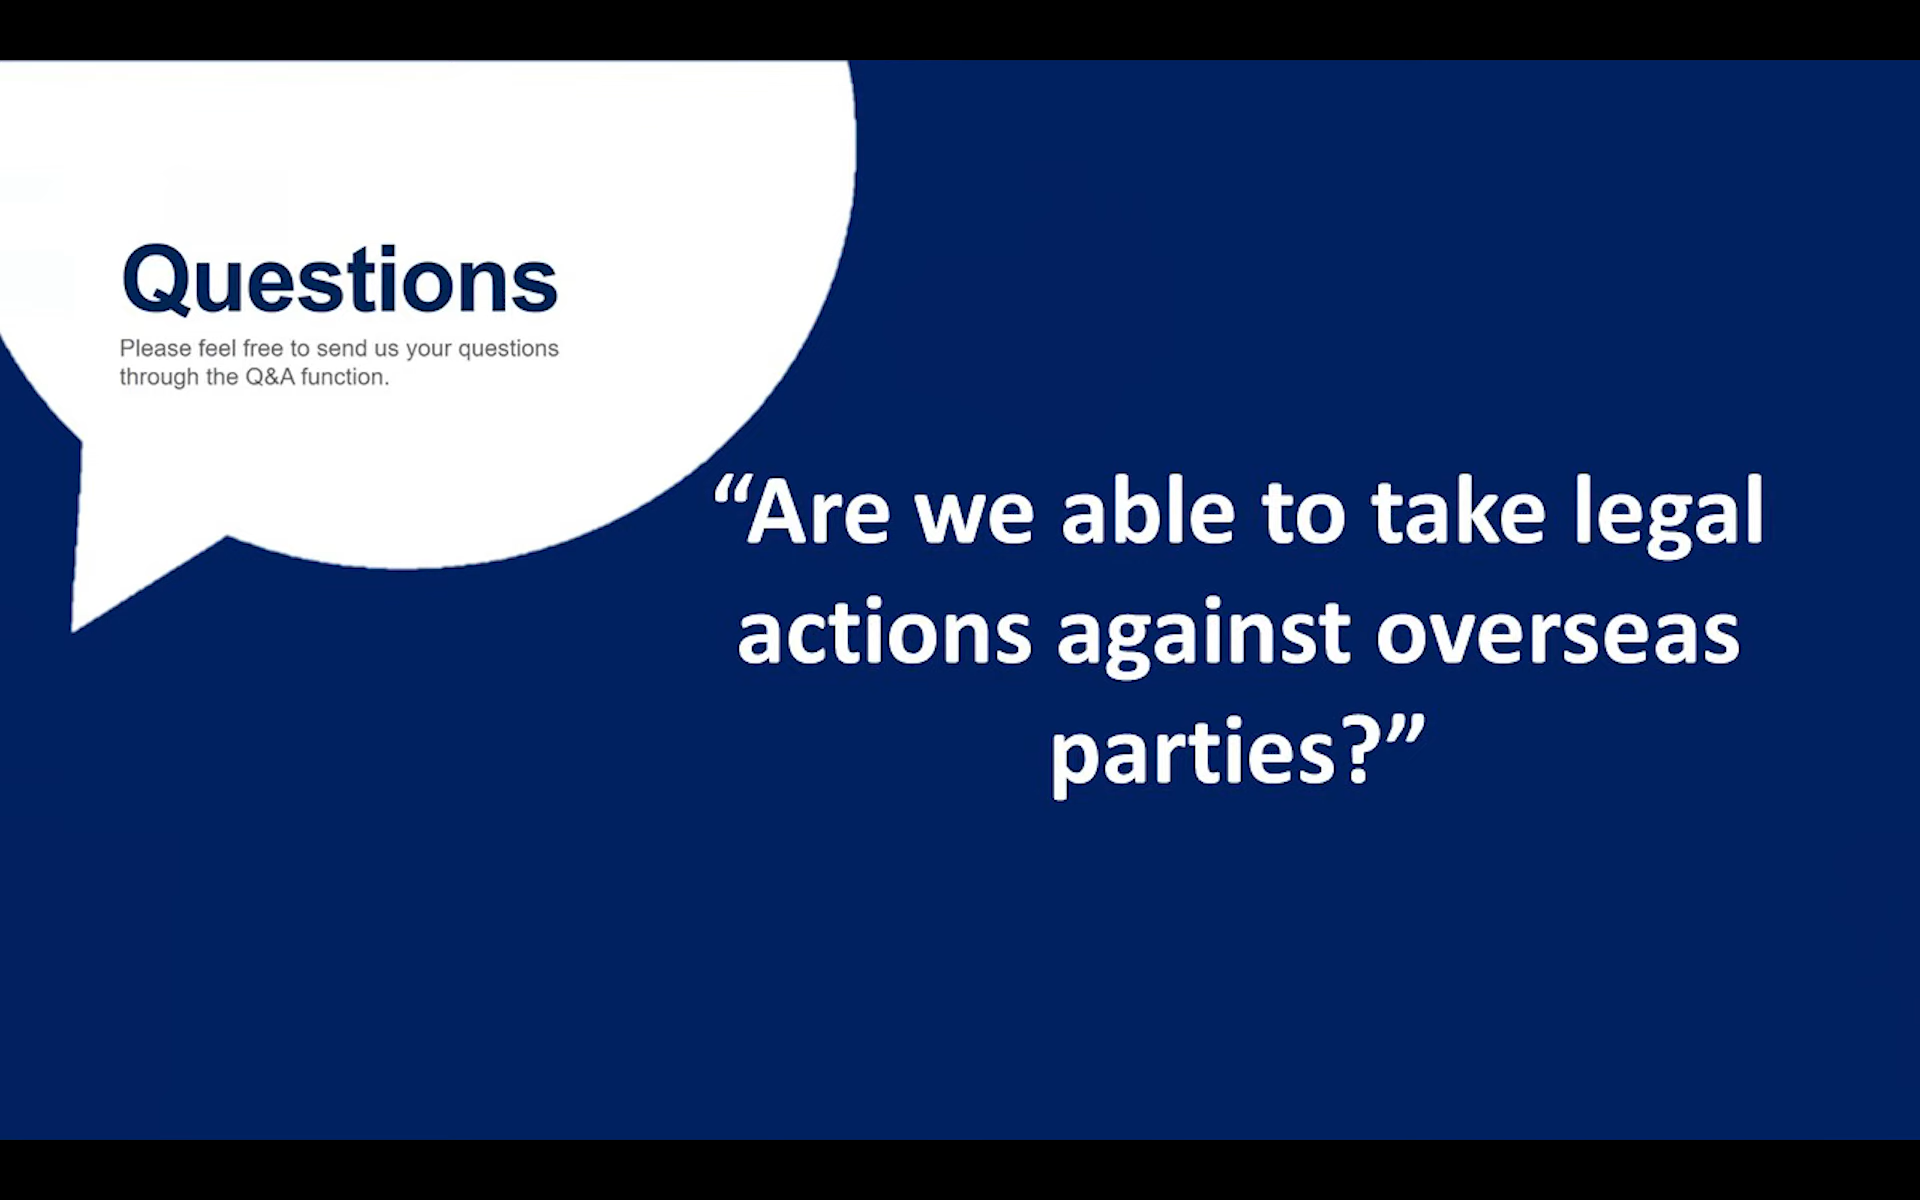 Questions
Please feel free to send us your questions
through the Q&A function.
“Are we able to take legal
actions against overseas
parties?”